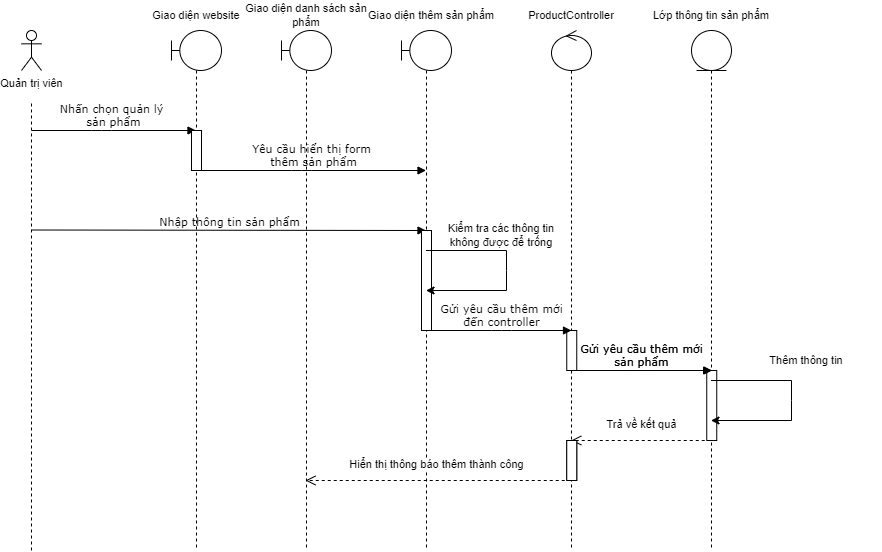 Giao diện website
Giao diện danh sách sản
phẩm
Giao diện thêm sản phẩm
ProductController
Lớp thông tin sản phẩm
Quản trị viên
Nhấn chọn quản lý
sản phẩm
Yêu cầu hiển thị form
thêm sản phẩm
Nhập thông tin sản phẩm
Kiểm tra các thông tin
không được để trống
Gửi yêu cầu thêm mới
đến controller
Gửi yêu cầu thêm mới
sản phẩm
Thêm thông tin
Trả về kết quả
Hiển thị thông báo thêm thành công